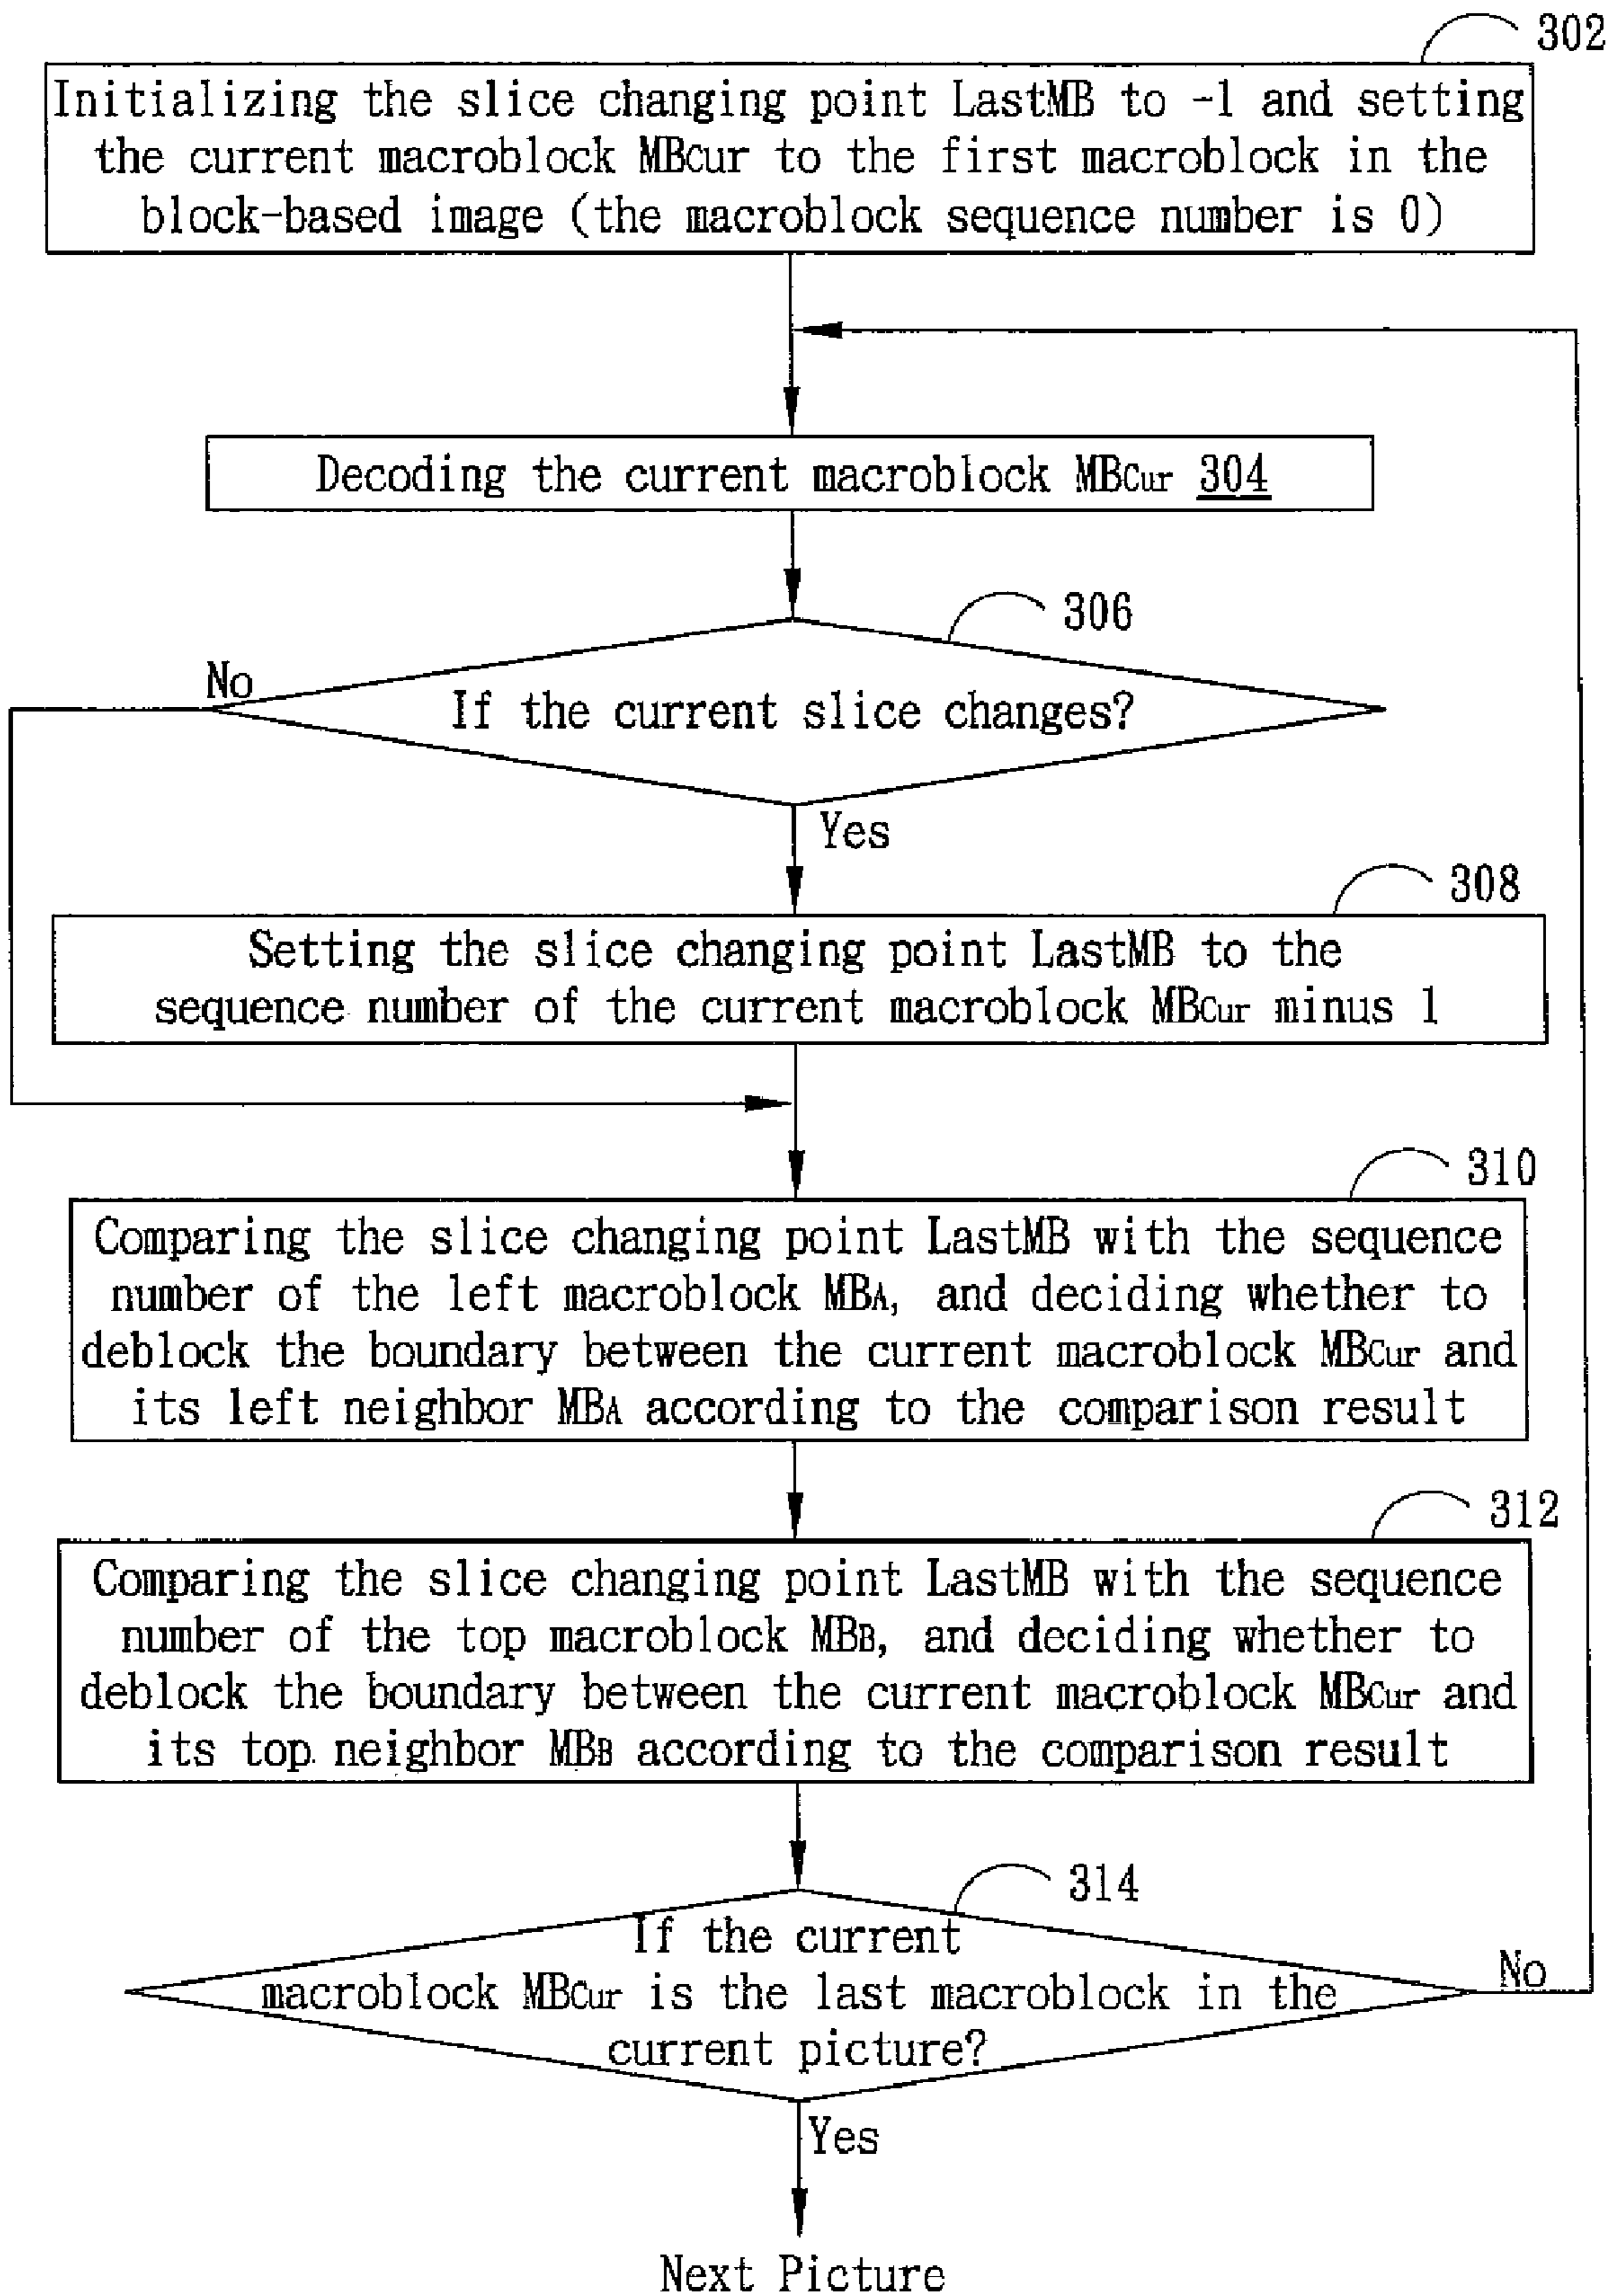 302
Initializing the slice changing point LastMB to -1 and setting
the current macroblock MBCur to the first macroblock in the
block-based image (the macroblock sequence number is 0)
Decoding the current macroblock MBCur 304
306
No
If the current slice changes?
Yes
308
Setting the slice changing point LastMB to the
sequence number of the current macroblock MBCur minus 1
310
Comparing the slice changing point LastMB with the sequence
number of the left macroblock MBA, and deciding whether to
deblock the boundary between the current macroblock MBCur and
its left neighbor MBA according to the comparison result
312
Comparing the slice changing point LastMB with the sequence
number of the top macroblock MBB, and deciding whether to
deblock the boundary between the current macroblock MBCur and
its top neighbor MBB according to the comparison result
314
If the current
macroblock MBCur is the last macroblock in the
current picture?
No
Yes
Next Picture